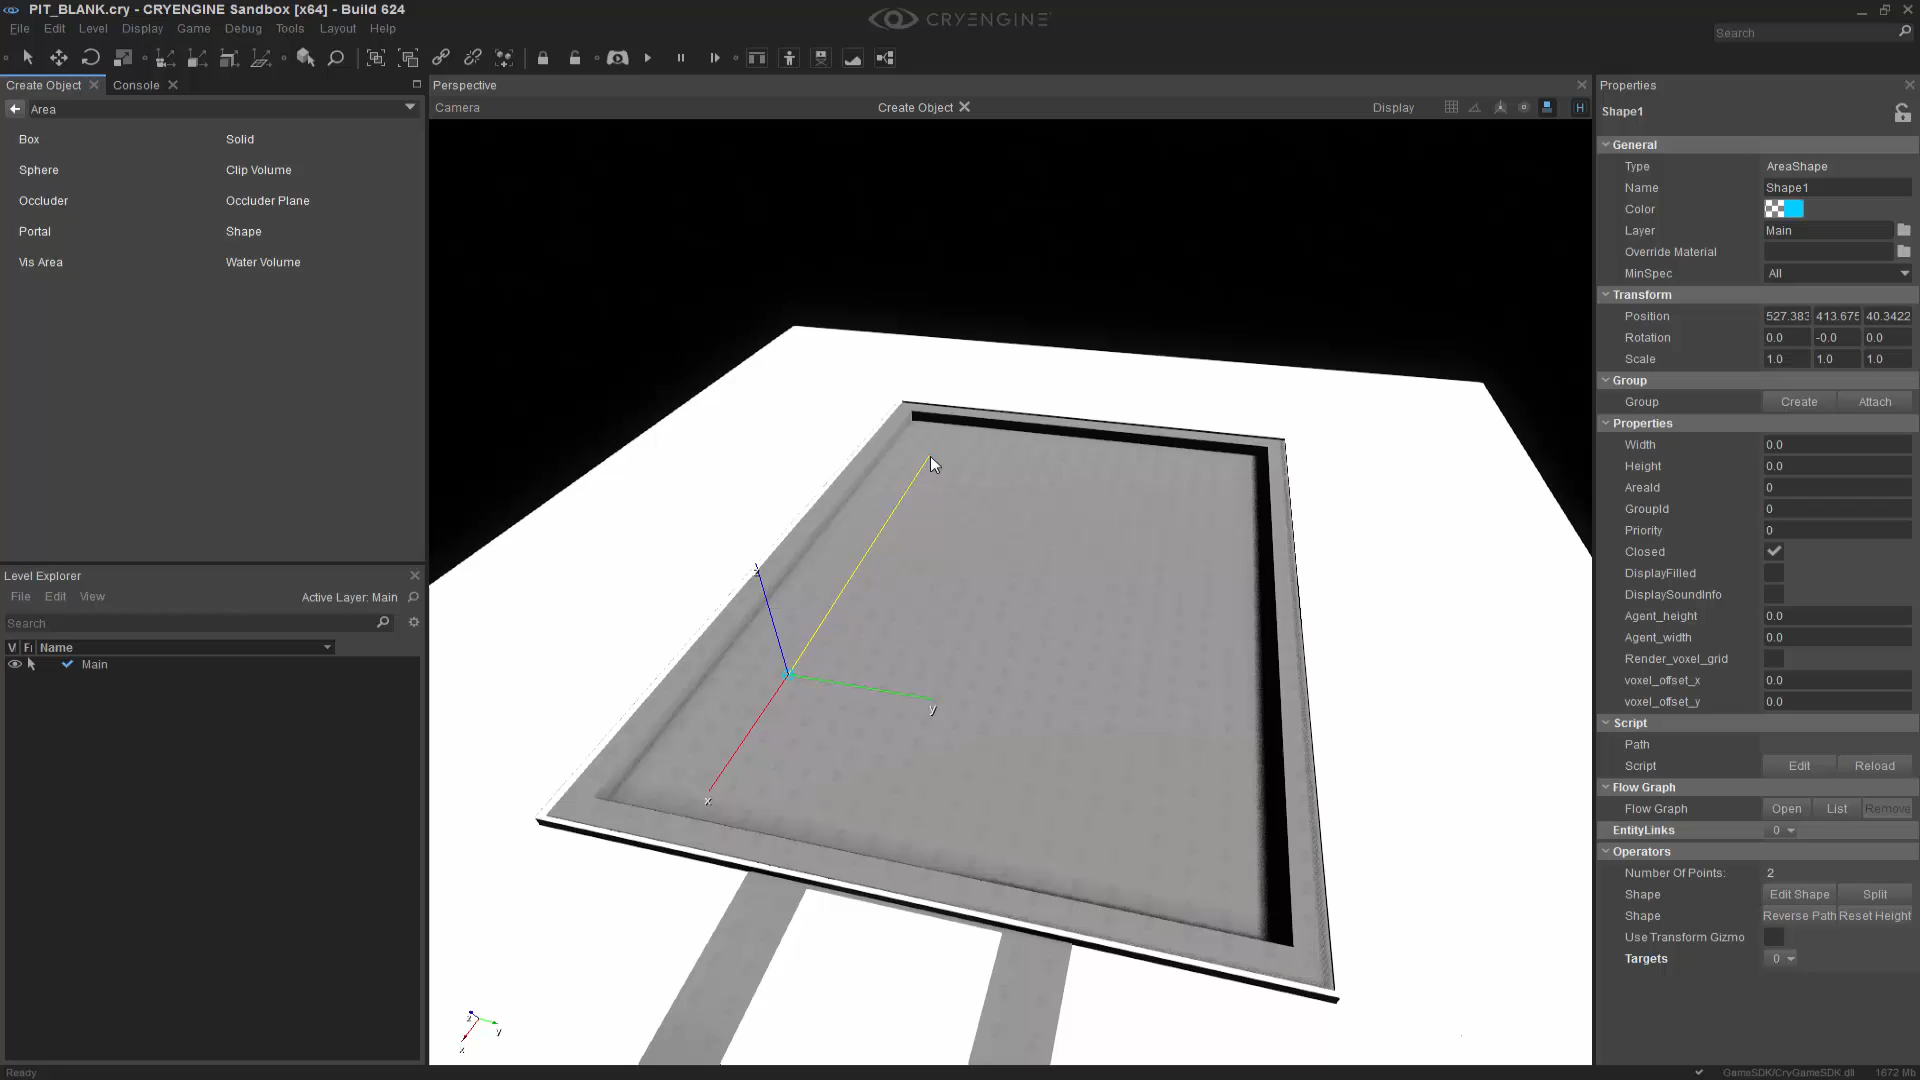 PIT_BLANK.cry - CRYENGINE Sandbox [x64] - Build 624
CRYENGINE
File Edit Level Display Game Debug Tools Layout Help
Search
Create Object Console
Area
Box Solid
Sphere Clip Volume
Occluder Occluder Plane
Portal Shape
Vis Area Water Volume
Level Explorer
File Edit View Active Layer: Main
Search
V Fr Name
Main
Perspective
Camera Create Object Display H
z
y
x
z
y
x
Properties
Shape1
General
Type AreaShape
Name Shape1
Color
Layer Main
Override Material
MinSpec All
Transform
Position 527.383 413.675 40.3422
Rotation 0.0 -0.0 0.0
Scale 1.0 1.0 1.0
Group
Group Create Attach
Properties
Width 0.0
Height 0.0
AreaId 0
GroupId 0
Priority 0
Closed
DisplayFilled
DisplaySoundInfo
Agent_height 0.0
Agent_width 0.0
Render_voxel_grid
voxel_offset_x 0.0
voxel_offset_y 0.0
Script
Path
Script Edit Reload
Flow Graph
Flow Graph Open List Remove
EntityLinks 0
Operators
Number Of Points: 2
Shape Edit Shape Split
Shape Reverse Path Reset Height
Use Transform Gizmo
Targets 0
Ready
GameSDK/CryGameSDK.dll 1672 Mb